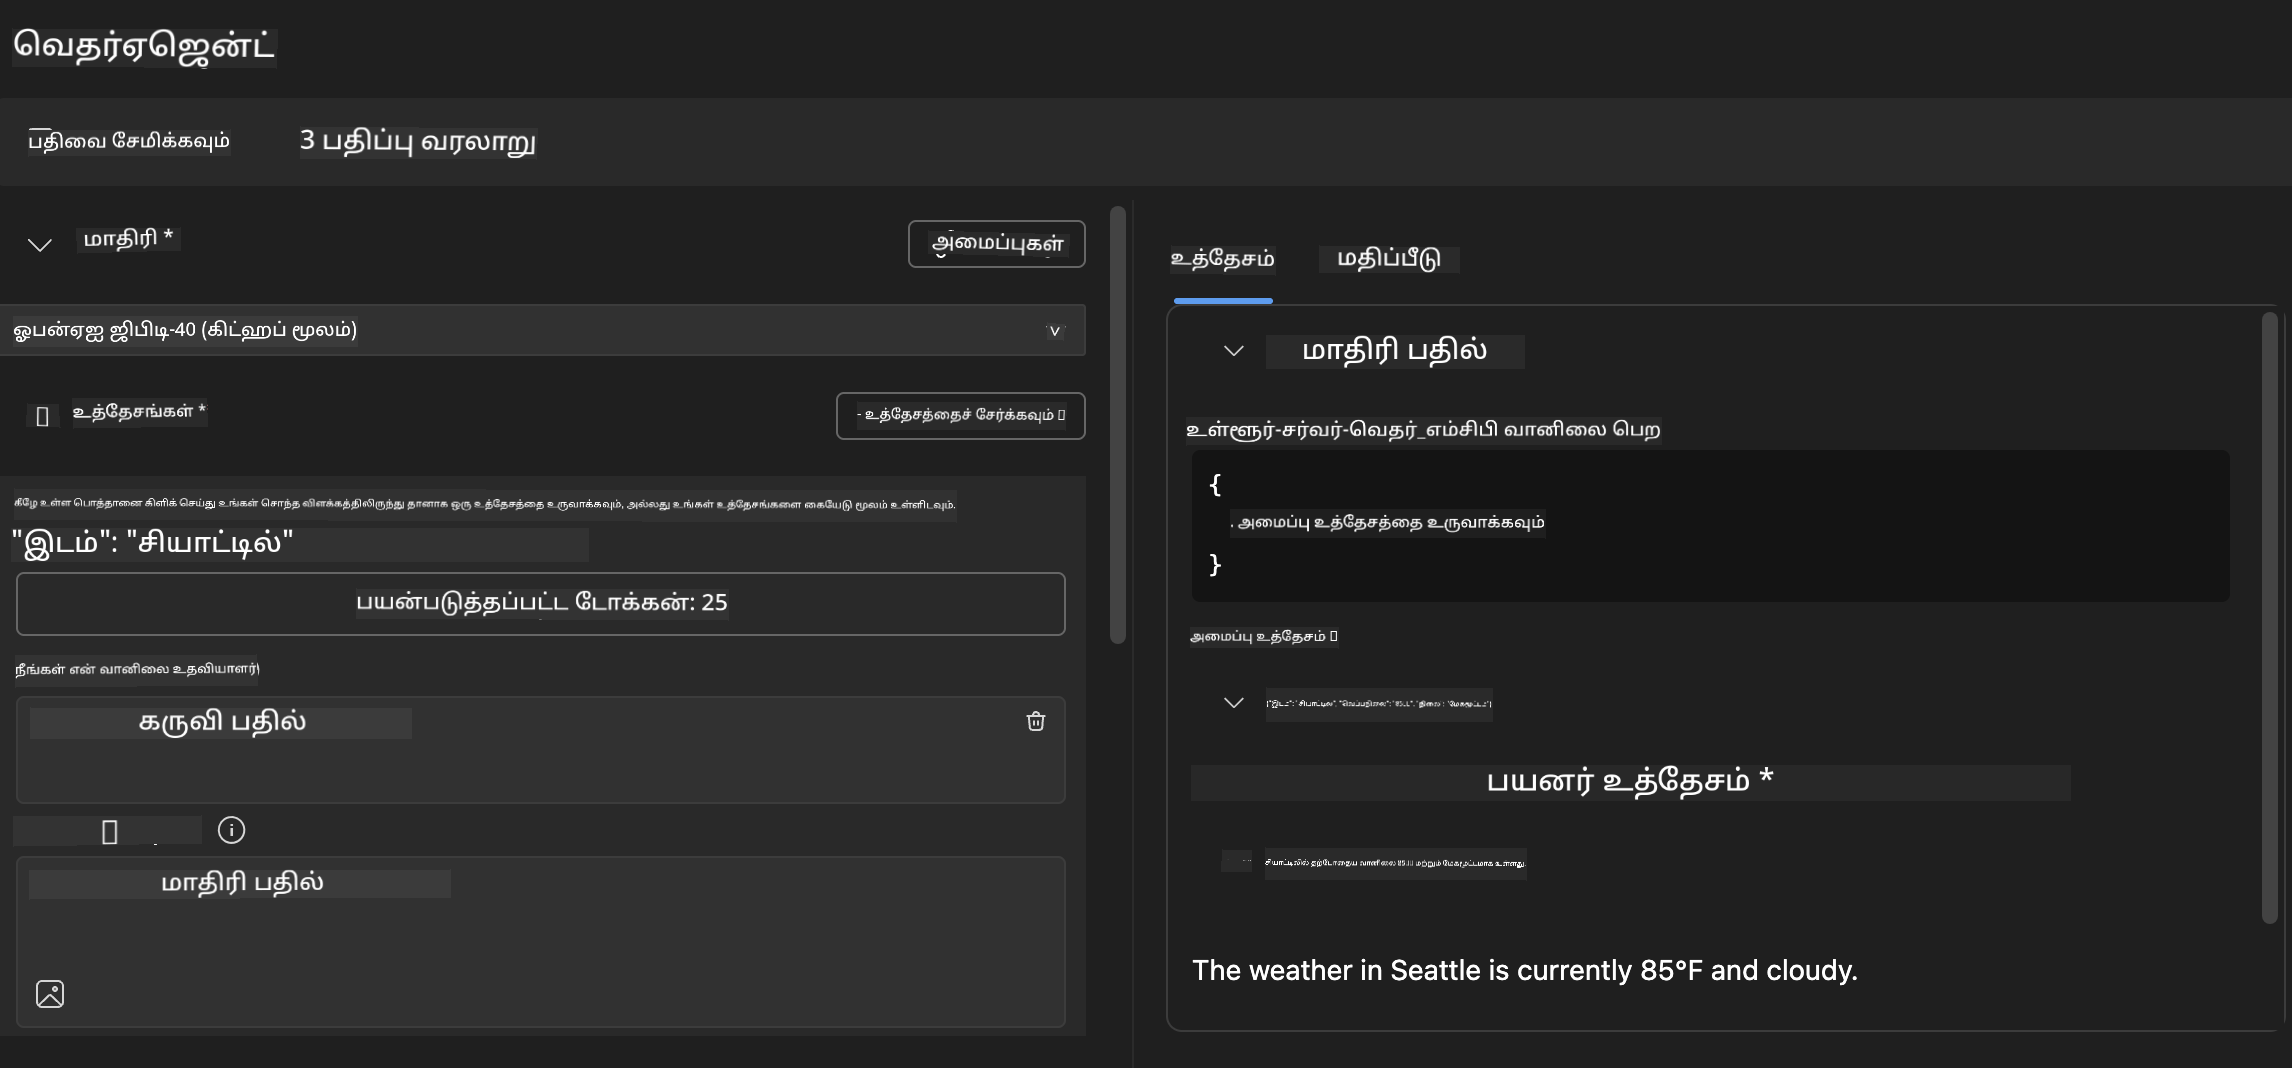 வெதர்ஏஜென்ட்
பதிவை சேமிக்கவும்
3 பதிப்பு வரலாறு
மாதிரி *
அமைப்புகள்
ஓபன்ஏஐ ஜிபிடி-40 (கிட்ஹப் மூலம்)
v
உத்தேசங்கள் *
- உத்தேசத்தைச் சேர்க்கவும்
கீழே உள்ள பொத்தானை கிளிக் செய்து உங்கள் சொந்த விளக்கத்திலிருந்து தானாக ஒரு உத்தேசத்தை உருவாக்கவும், அல்லது உங்கள் உத்தேசங்களை கையேடு மூலம் உள்ளிடவும்.
"இடம்": "சியாட்டில்"
பயன்படுத்தப்பட்ட டோக்கன்: 25
நீங்கள் என் வானிலை உதவியாளர்)
கருவி பதில்
மாதிரி பதில்
உத்தேசம்
மதிப்பீடு
மாதிரி பதில்
உள்ளூர்-சர்வர்-வெதர்_எம்சிபி வானிலை பெற
{
. அமைப்பு உத்தேசத்தை உருவாக்கவும்
}
அமைப்பு உத்தேசம்
பயனர் உத்தேசம் *
The weather in Seattle is currently 85°F and cloudy.